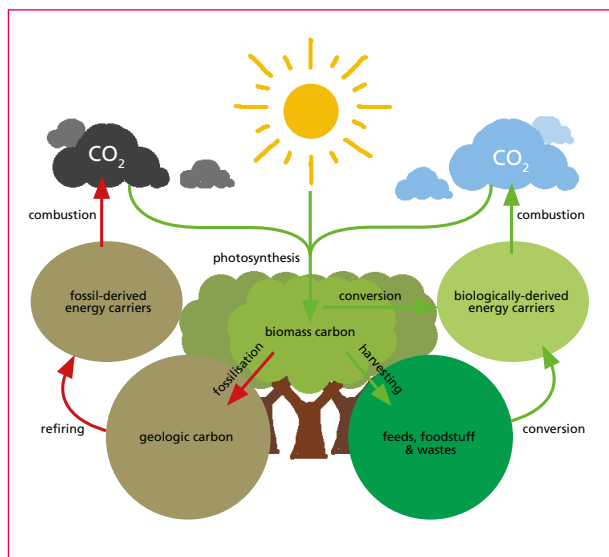 CO2
CO2
combustion
combustion
photosynthesis
fossil-derived
energy carriers
conversion
biologically-derived
energy carriers
biomass carbon
fossilisation
harvesting
refiring
geologic carbon
feeds, foodstuff
& wastes
conversion